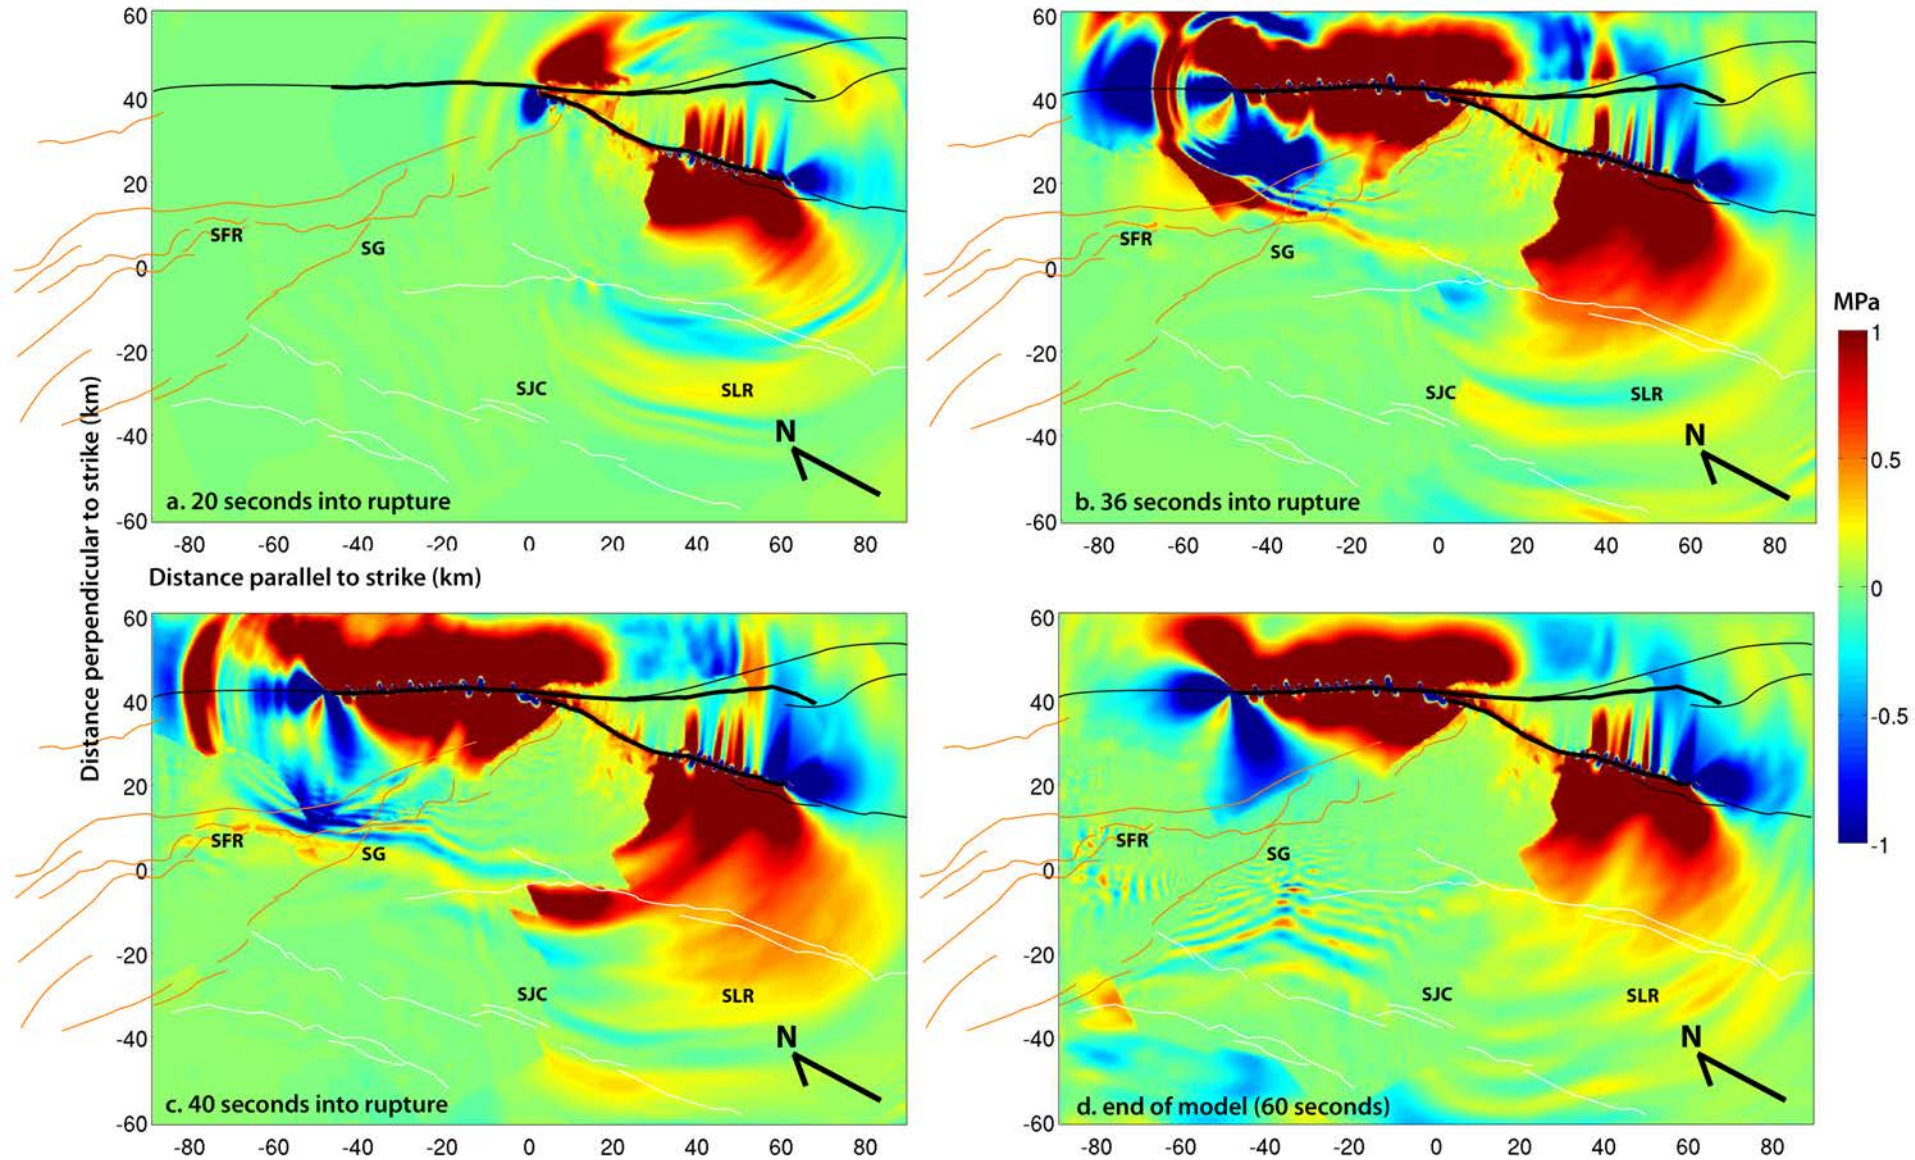 60
40
20
0
-20
-40
-60
SFR
SG
SJC
SLR
N
a. 20 seconds into rupture
-80 -60 -40 -20 0 20 40 60 80
60
40
20
0
-20
-40
-60
SFR
SG
SJC
SLR
N
b. 36 seconds into rupture
-80 -60 -40 -20 0 20 40 60 80
MPa
1
0.5
0
-0.5
-1
Distance perpendicular to strike (km)
Distance parallel to strike (km)
60
40
20
0
-20
-40
-60
SFR
SG
SJC
SLR
N
c. 40 seconds into rupture
-80 -60 -40 -20 0 20 40 60 80
60
40
20
0
-20
-40
-60
SFR
SG
SJC
SLR
N
d. end of model (60 seconds)
-80 -60 -40 -20 0 20 40 60 80